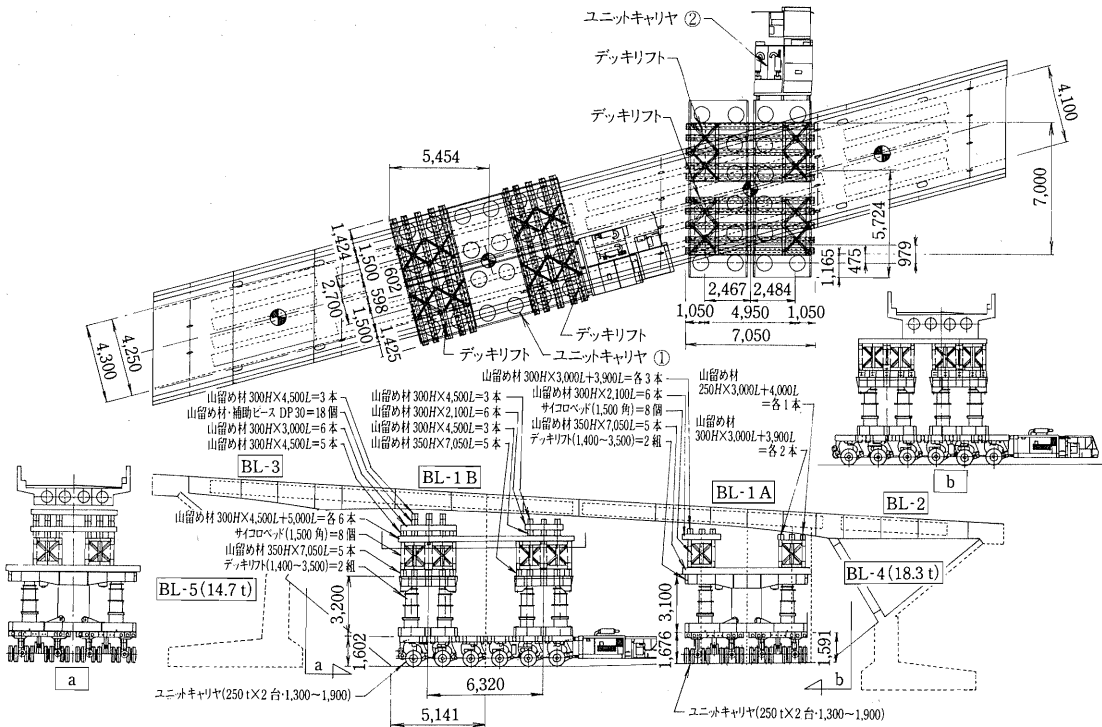 ユニットキャリヤ ②
デッキリフト
デッキリフト
4,100
5,454
7,000
5,724
979
475
1,165
1,424
1,500
602
598
2,700
1,500
1,425
4,250
4,300
2,467
2,484
1,050
4,950
1,050
7,050
デッキリフト
デッキリフト
ユニットキャリヤ ①
山留め材 300H×4,500L=3本
山留め材・補助ピース DP30=18個
山留め材 300H×3,000L=6本
山留め材 300H×4,500L=5本
山留め材 300H×4,500L=3本
山留め材 300H×2,100L=6本
山留め材 300H×4,500L=3本
山留め材 350H×7,050L=5本
山留め材 300H×3,000L+3,900L=各3本
山留め材 300H×2,100L=6本
サイコロベッド(1,500角)=8個
山留め材 350H×7,050L=5本
デッキリフト(1,400~3,500)=2組
山留め材
250H×3,000L+4,000L
=各1本
山留め材
300H×3,000L+3,900L
=各2本
b
BL-3
BL-1B
BL-1A
BL-2
山留め材 300H×4,500L+5,000L=各6本
サイコロベッド(1,500角)=8個
山留め材 350H×7,050L=5本
デッキリフト(1,400~3,500)=2組
BL-5(14.7t)
BL-4(18.3t)
3,200
1,602
3,100
1,676
1,591
a
a
b
6,320
5,141
ユニットキャリヤ(250t×2台・1,300~1,900)
ユニットキャリヤ(250t×2台・1,300~1,900)